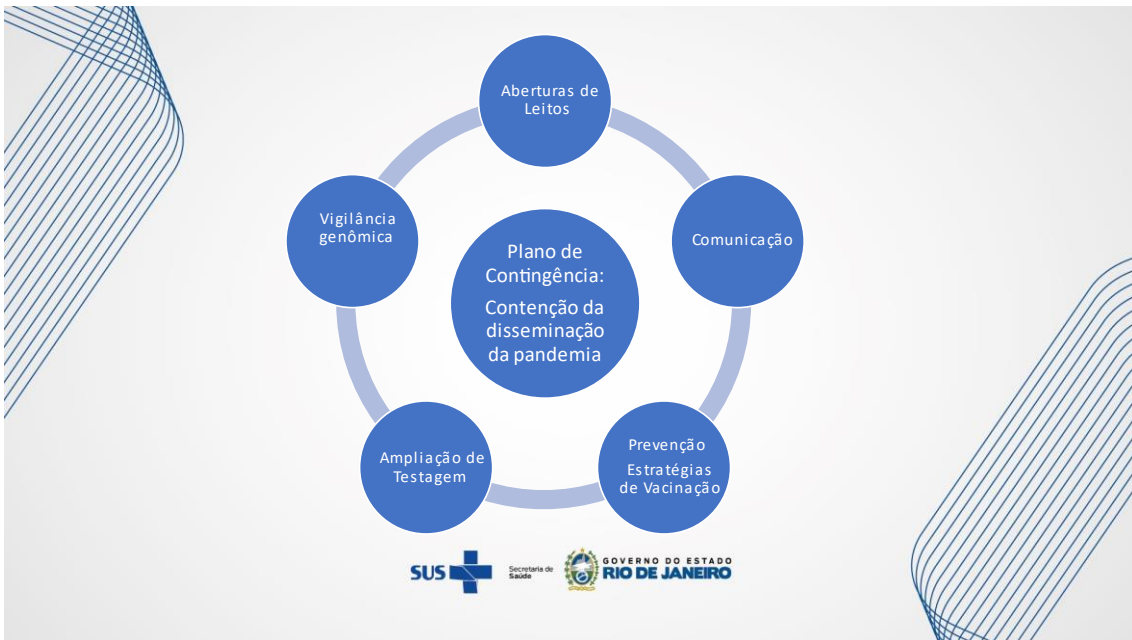 Aberturas de
Leitos
Vigilância
genômica
Comunicação
Plano de
Contingência:
Contenção da
disseminação
da pandemia
Ampliação de
Testagem
Prevenção
Estratégias
de Vacinação
SUS
Secretaria de
Saúde
GOVERNO DO ESTADO
RIO DE JANEIRO